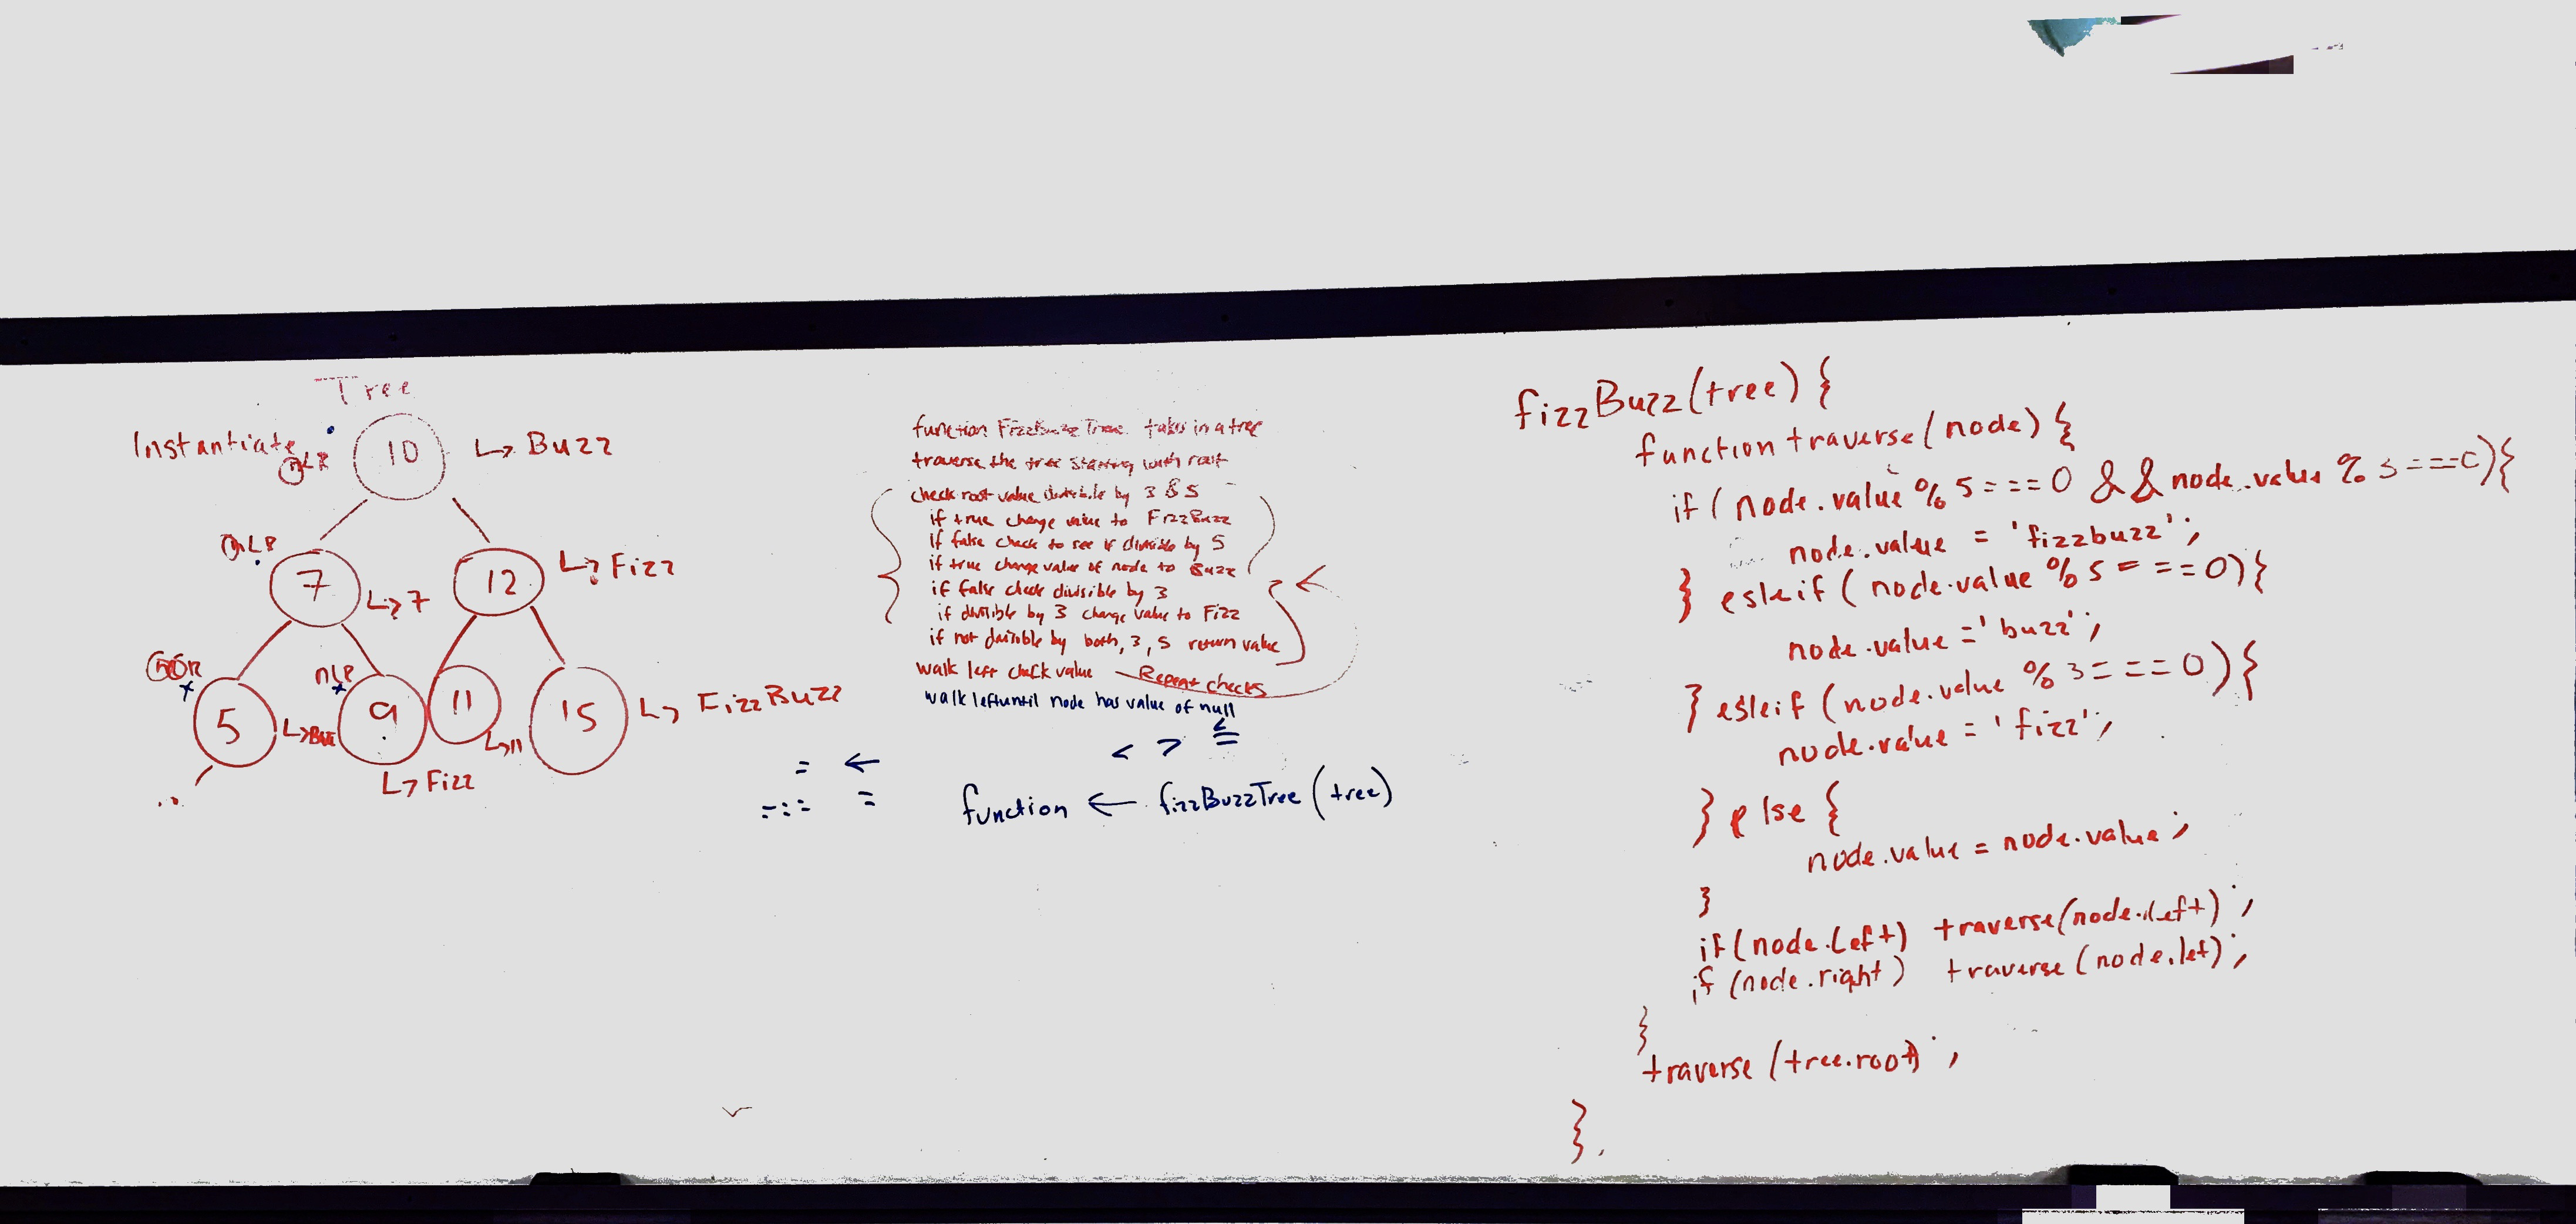 Tree
Instantiate
nLR
10
L> Buzz
nLR
7
L> 7
12
L> Fizz
nLR
5
nLR
9
L> Fizz
11
L> 11
15
L> FizzBuzz
function FizzBuzzTree takes in a tree
traverse the tree starting with root
check root value divisible by 3 & 5
if true change value to FizzBuzz
if false check to see if divisible by 5
if true change value of node to Buzz
if false check divisible by 3
if divisible by 3 change value to Fizz
if not divisible by both, 3, 5 return value
walk left check value Repeat checks
walk left until node has value of null
< > ≤
= ←
=== =
function ← fizzBuzzTree(tree)
fizzBuzz(tree) {
function traverse(node) {
if ( node.value % 5 === 0 && node.value % 3 === 0) {
node.value = 'fizzbuzz';
} esleif ( node.value % 5 === 0) {
node.value = 'buzz';
} esleif (node.value % 3 === 0) {
node.value = 'fizz';
} else {
node.value = node.value;
}
if (node.left) traverse(node.left);
if (node.right) traverse(node.let);
}
traverse (tree.root);
}.